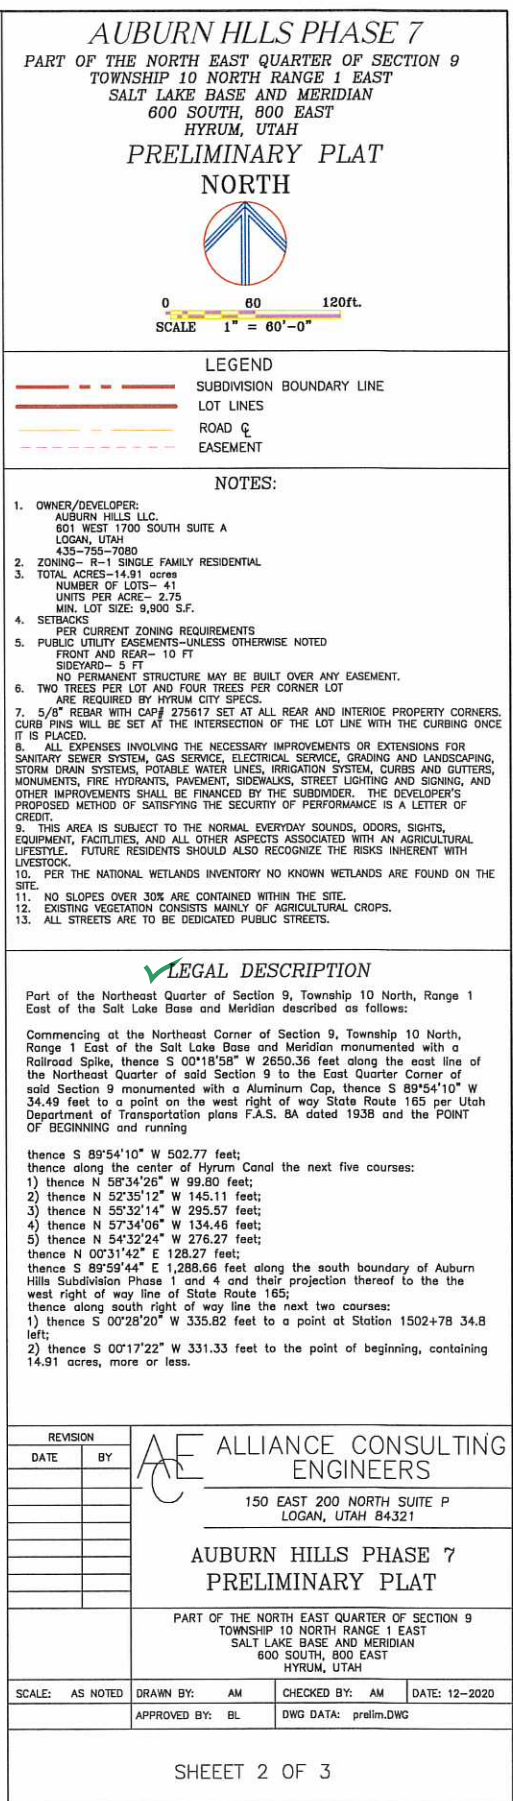 AUBURN HLLS PHASE 7
PART OF THE NORTH EAST QUARTER OF SECTION 9
TOWNSHIP 10 NORTH RANGE 1 EAST
SALT LAKE BASE AND MERIDIAN
600 SOUTH, 800 EAST
HYRUM, UTAH
PRELIMINARY PLAT
NORTH
0 60 120ft.
SCALE 1" = 60'-0"
LEGEND
SUBDIVISION BOUNDARY LINE
LOT LINES
ROAD ℄
EASEMENT
NOTES:
1. OWNER/DEVELOPER:
AUBURN HILLS LLC.
601 WEST 1700 SOUTH SUITE A
LOGAN, UTAH
435-755-7080
2. ZONING- R-1 SINGLE FAMILY RESIDENTIAL
3. TOTAL ACRES-14.91 acres
NUMBER OF LOTS- 41
UNITS PER ACRE- 2.75
MIN. LOT SIZE: 9,900 S.F.
4. SETBACKS
PER CURRENT ZONING REQUIREMENTS
5. PUBLIC UTILITY EASEMENTS-UNLESS OTHERWISE NOTED
FRONT AND REAR- 10 FT
SIDEYARD- 5 FT
NO PERMANENT STRUCTURE MAY BE BUILT OVER ANY EASEMENT.
6. TWO TREES PER LOT AND FOUR TREES PER CORNER LOT
ARE REQUIRED BY HYRUM CITY SPECS.
7. 5/8" REBAR WITH CAP# 275617 SET AT ALL REAR AND INTERIOE PROPERTY CORNERS.
CURB PINS WILL BE SET AT THE INTERSECTION OF THE LOT LINE WITH THE CURBING ONCE
IT IS PLACED.
8. ALL EXPENSES INVOLVING THE NECESSARY IMPROVEMENTS OR EXTENSIONS FOR
SANITARY SEWER SYSTEM, GAS SERVICE, ELECTRICAL SERVICE, GRADING AND LANDSCAPING,
STORM DRAIN SYSTEMS, POTABLE WATER LINES, IRRIGATION SYSTEM, CURBS AND GUTTERS,
MONUMENTS, FIRE HYDRANTS, PAVEMENT, SIDEWALKS, STREET LIGHTING AND SIGNING, AND
OTHER IMPROVEMENTS SHALL BE FINANCED BY THE SUBDIVIDER. THE DEVELOPER'S
PROPOSED METHOD OF SATISFYING THE SECURTIY OF PERFORMAMCE IS A LETTER OF
CREDIT.
9. THIS AREA IS SUBJECT TO THE NORMAL EVERYDAY SOUNDS, ODORS, SIGHTS,
EQUIPMENT, FACITLITIES, AND ALL OTHER ASPECTS ASSOCIATED WITH AN AGRICULTURAL
LIFESTYLE. FUTURE RESIDENTS SHOULD ALSO RECOGNIZE THE RISKS INHERENT WITH
LIVESTOCK.
10. PER THE NATIONAL WETLANDS INVENTORY NO KNOWN WETLANDS ARE FOUND ON THE
SITE.
11. NO SLOPES OVER 30% ARE CONTAINED WITHIN THE SITE.
12. EXISTING VEGETATION CONSISTS MAINLY OF AGRICULTURAL CROPS.
13. ALL STREETS ARE TO BE DEDICATED PUBLIC STREETS.
LEGAL DESCRIPTION
Part of the Northeast Quarter of Section 9, Township 10 North, Range 1
East of the Salt Lake Base and Meridian described as follows:
Commencing at the Northeast Corner of Section 9, Township 10 North,
Range 1 East of the Salt Lake Base and Meridian monumented with a
Railroad Spike, thence S 00°18'58" W 2650.36 feet along the east line of
the Northeast Quarter of said Section 9 to the East Quarter Corner of
said Section 9 monumented with a Aluminum Cap, thence S 89°54'10" W
34.49 feet to a point on the west right of way State Route 165 per Utah
Department of Transportation plans F.A.S. 8A dated 1938 and the POINT
OF BEGINNING and running
thence S 89°54'10" W 502.77 feet;
thence along the center of Hyrum Canal the next five courses:
1) thence N 58°34'26" W 99.80 feet;
2) thence N 52°35'12" W 145.11 feet;
3) thence N 55°32'14" W 295.57 feet;
4) thence N 57°34'06" W 134.46 feet;
5) thence N 54°32'24" W 276.27 feet;
thence N 00°31'42" E 128.27 feet;
thence S 89°59'44" E 1,288.66 feet along the south boundary of Auburn
Hills Subdivision Phase 1 and 4 and their projection thereof to the the
west right of way line of State Route 165;
thence along south right of way line the next two courses:
1) thence S 00°28'20" W 335.82 feet to a point at Station 1502+78 34.8
left;
2) thence S 00°17'22" W 331.33 feet to the point of beginning, containing
14.91 acres, more or less.
REVISION
DATE BY
ACE
ALLIANCE CONSULTING
ENGINEERS
150 EAST 200 NORTH SUITE P
LOGAN, UTAH 84321
AUBURN HILLS PHASE 7
PRELIMINARY PLAT
PART OF THE NORTH EAST QUARTER OF SECTION 9
TOWNSHIP 10 NORTH RANGE 1 EAST
SALT LAKE BASE AND MERIDIAN
600 SOUTH, 800 EAST
HYRUM, UTAH
SCALE: AS NOTED DRAWN BY: AM CHECKED BY: AM DATE: 12-2020
APPROVED BY: BL DWG DATA: prelim.DWG
SHEEET 2 OF 3